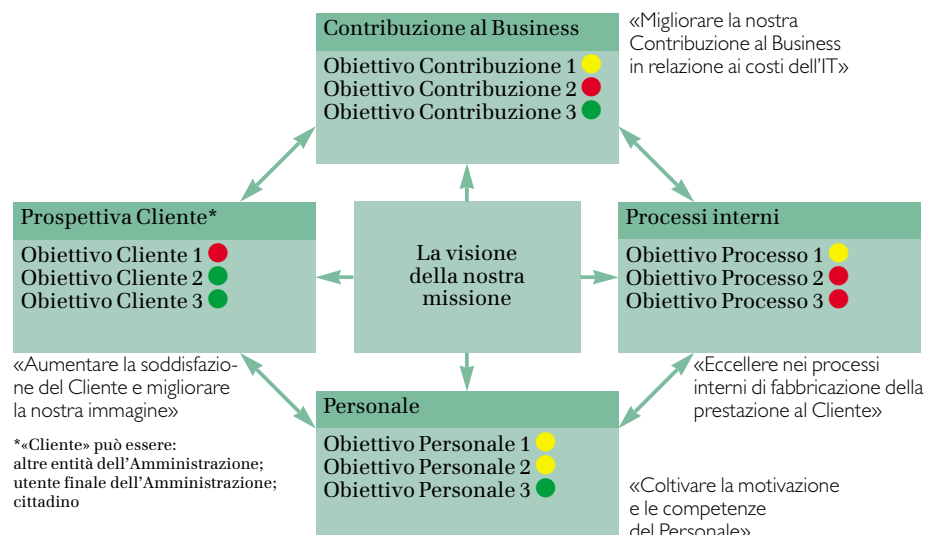 Contribuzione al Business
Obiettivo Contribuzione 1
Obiettivo Contribuzione 2
Obiettivo Contribuzione 3
«Migliorare la nostra
Contribuzione al Business
in relazione ai costi dell'IT»
Prospettiva Cliente*
Obiettivo Cliente 1
Obiettivo Cliente 2
Obiettivo Cliente 3
La visione
della nostra
missione
Processi interni
Obiettivo Processo 1
Obiettivo Processo 2
Obiettivo Processo 3
«Aumentare la soddisfazio-
ne del Cliente e migliorare
la nostra immagine»
«Eccellere nei processi
interni di fabbricazione della
prestazione al Cliente»
*«Cliente» può essere:
altre entità dell'Amministrazione;
utente finale dell'Amministrazione;
cittadino
Personale
Obiettivo Personale 1
Obiettivo Personale 2
Obiettivo Personale 3
«Coltivare la motivazione
e le competenze
del Personale»